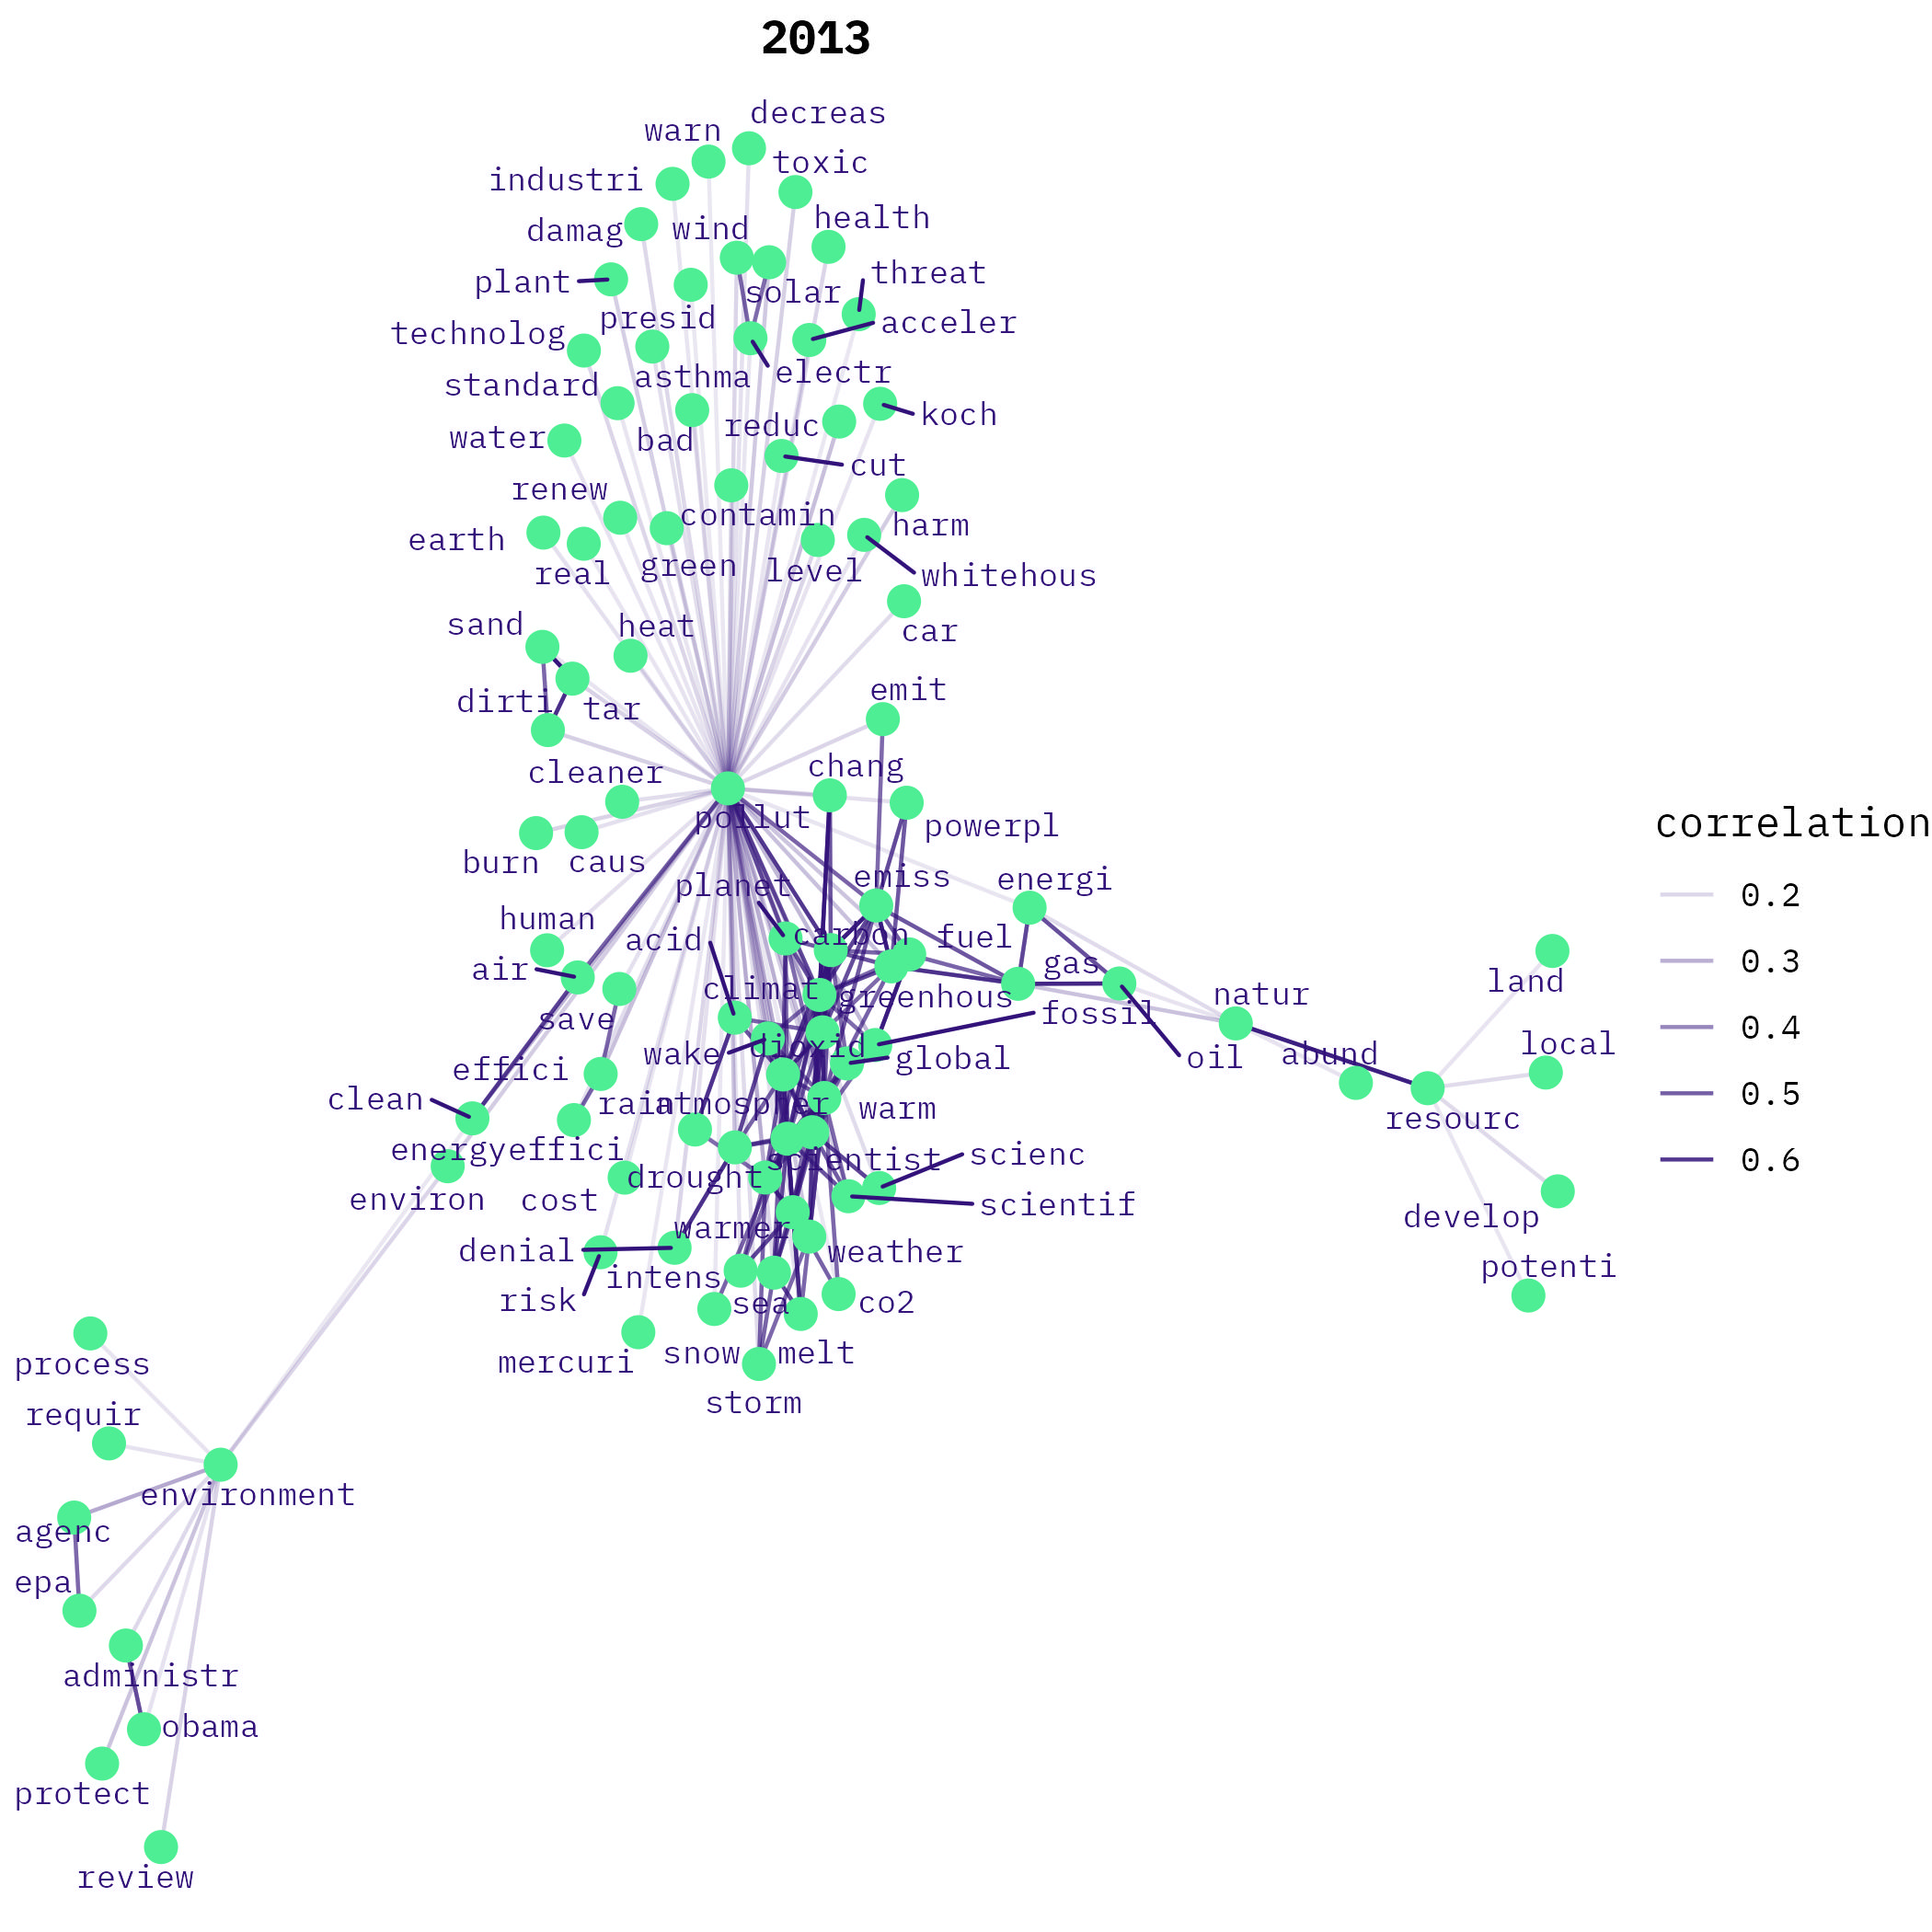 2013
decreas
warn
toxic
industri
health
damag
wind
threat
plant
solar
presid
acceler
technolog
electr
asthma
standard
koch
reduc
water
bad
cut
renew
contamin
harm
earth
real
green
level
whitehous
sand
heat
car
dirti
tar
emit
cleaner
chang
pollut
powerpl
correlation
burn
caus
planet
emiss
energi
0.2
human
acid
carbon
fuel
air
gas
0.3
climat
greenhous
land
natur
save
fossil
0.4
wake
dioxid
global
oil
abund
local
effici
clean
rain
atmospher
warm
0.5
resourc
energyeffici
scientist
scienc
0.6
drought
environ
cost
scientif
develop
warmer
denial
weather
intens
potenti
risk
sea
co2
process
mercuri
snow
melt
storm
requir
environment
agenc
epa
administr
obama
protect
review